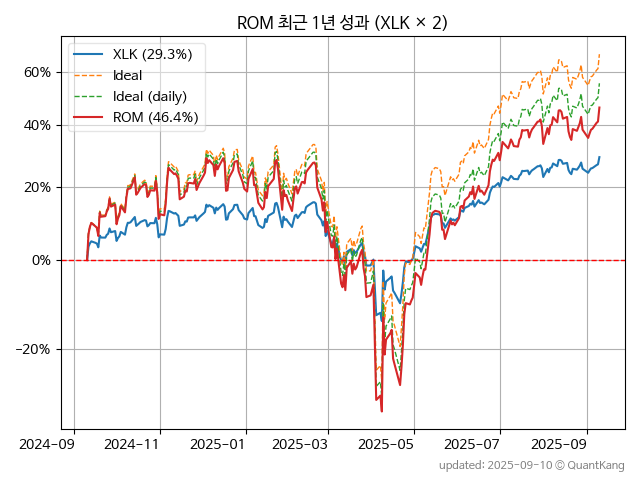 ROM 최근 1년 성과 (XLK × 2)
XLK (29.3%)
Ideal
Ideal (daily)
ROM (46.4%)
60%
40%
20%
0%
−20%
2024-09
2024-11
2025-01
2025-03
2025-05
2025-07
2025-09
updated: 2025-09-10 ⓒ QuantKang